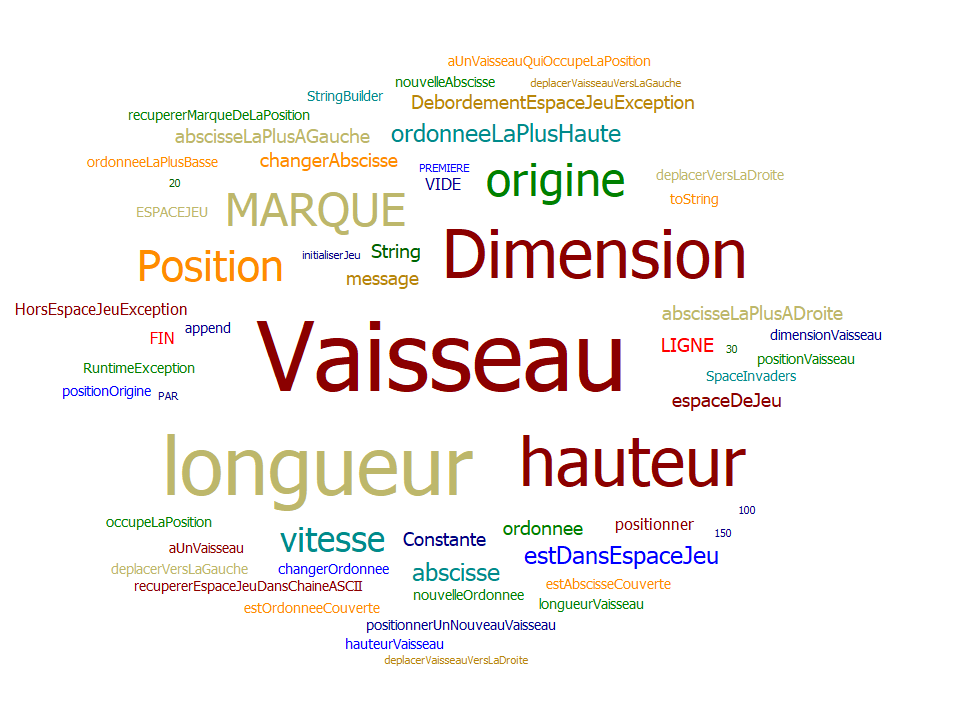 aUnVaisseauQuiOccupeLaPosition
nouvelleAbscisse deplacerVaisseauVersLaGauche
StringBuilder DebordementEspaceJeuException
recupererMarqueDeLaPosition
abscisseLaPlusAGauche ordonneeLaPlusHaute
ordonneeLaPlusBasse changerAbscisse PREMIERE
20 VIDE origine deplacerVersLaDroite
toString
ESPACEJEU MARQUE
initialiserJeu String Dimension
Position message
HorsEspaceJeuException abscisseLaPlusADroite
FIN append LIGNE 30 dimensionVaisseau
Vaisseau positionVaisseau
RuntimeException SpaceInvaders
positionOrigine PAR espaceDeJeu
longueur hauteur
100
occupeLaPosition ordonnee positionner 150
aUnVaisseau vitesse Constante estDansEspaceJeu
deplacerVersLaGauche changerOrdonnee abscisse
recupererEspaceJeuDansChaineASCII estAbscisseCouverte
nouvelleOrdonnee
estOrdonneeCouverte longueurVaisseau
positionnerUnNouveauVaisseau
hauteurVaisseau
deplacerVaisseauVersLaDroite